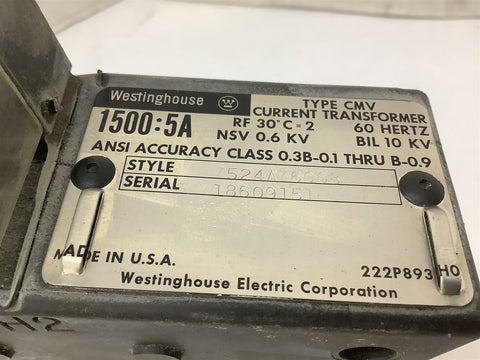 Westinghouse W
TYPE CMV
CURRENT TRANSFORMER
1500:5A RF 30°C-2 60 HERTZ
NSV 0.6 KV BIL 10 KV
ANSI ACCURACY CLASS 0.3B-0.1 THRU B-0.9
STYLE
SERIAL
MADE IN U.S.A.
222P893H0
Westinghouse Electric Corporation
H2